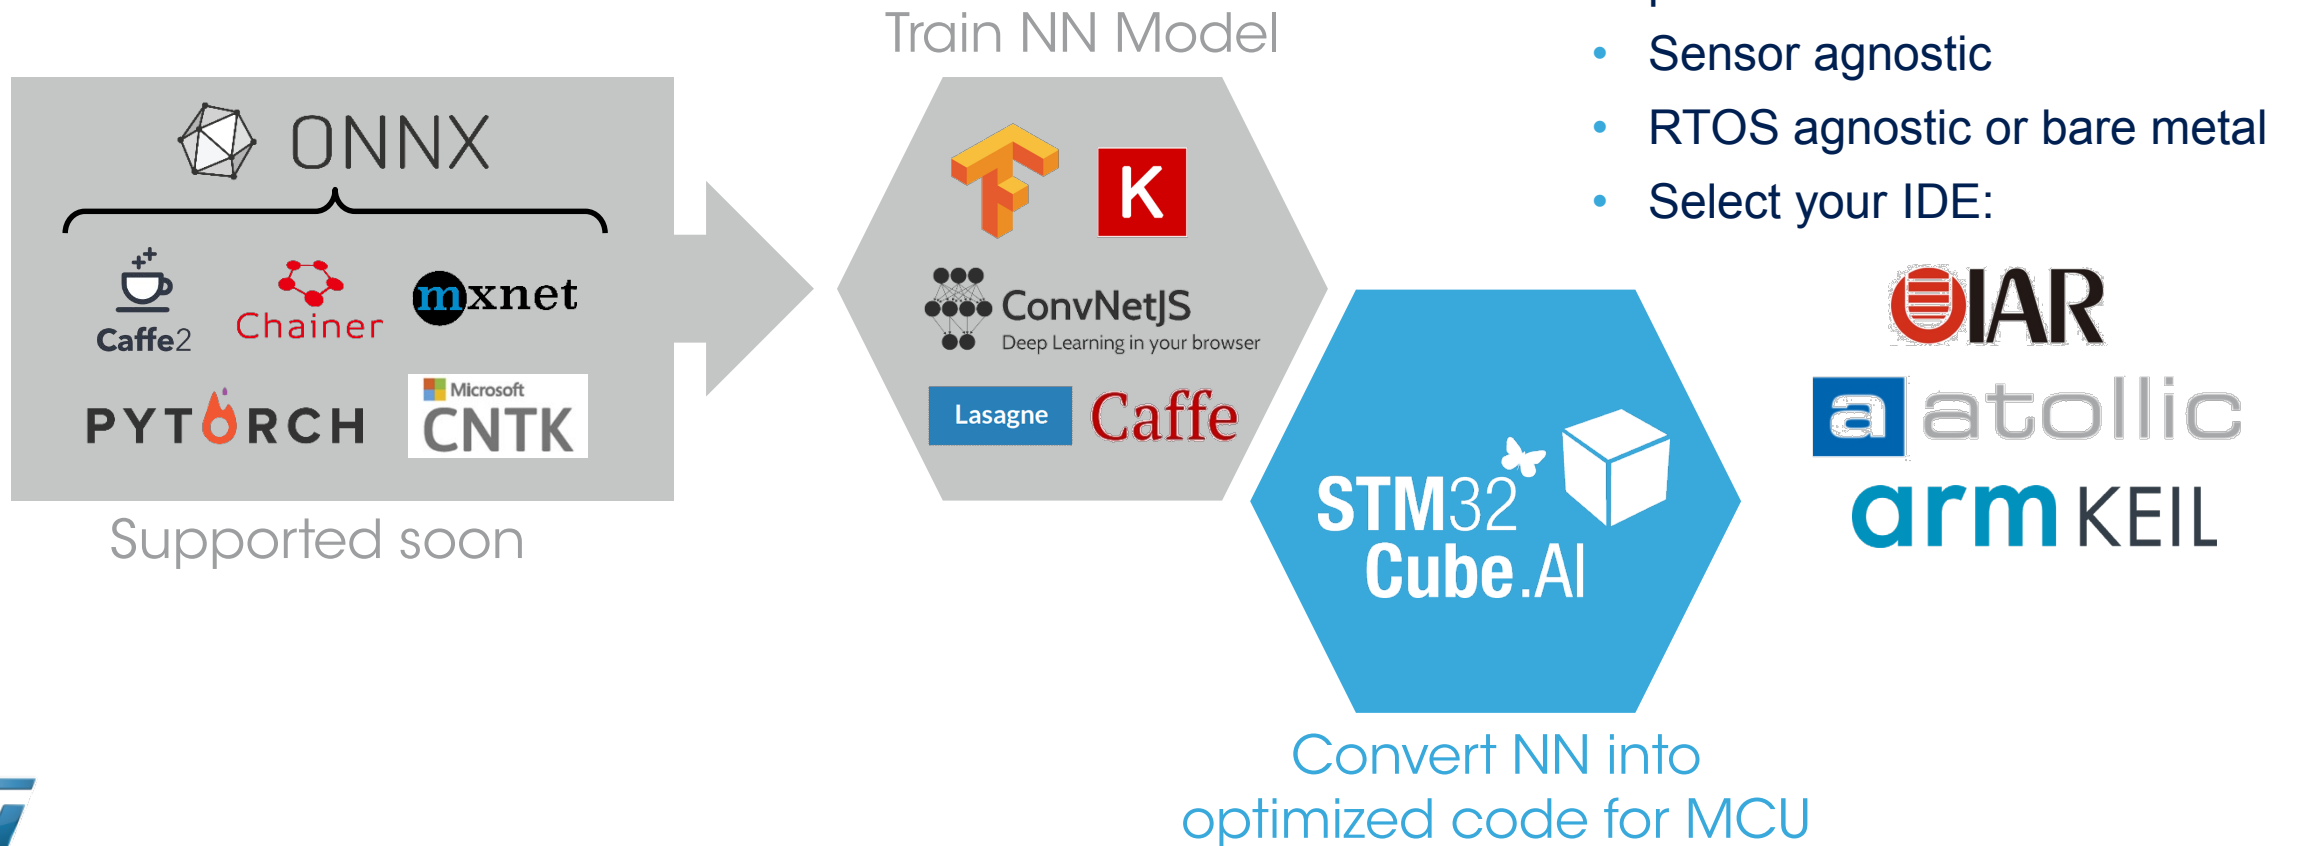 Train NN Model
ONNX
Caffe2
Chainer
mxnet
PYTORCH
Microsoft
CNTK
Supported soon
K
ConvNetJS
Deep Learning in your browser
Lasagne
Caffe
STM32
Cube.AI
Convert NN into
optimized code for MCU
• Sensor agnostic
• RTOS agnostic or bare metal
• Select your IDE:
IAR
a atollic
arm KEIL